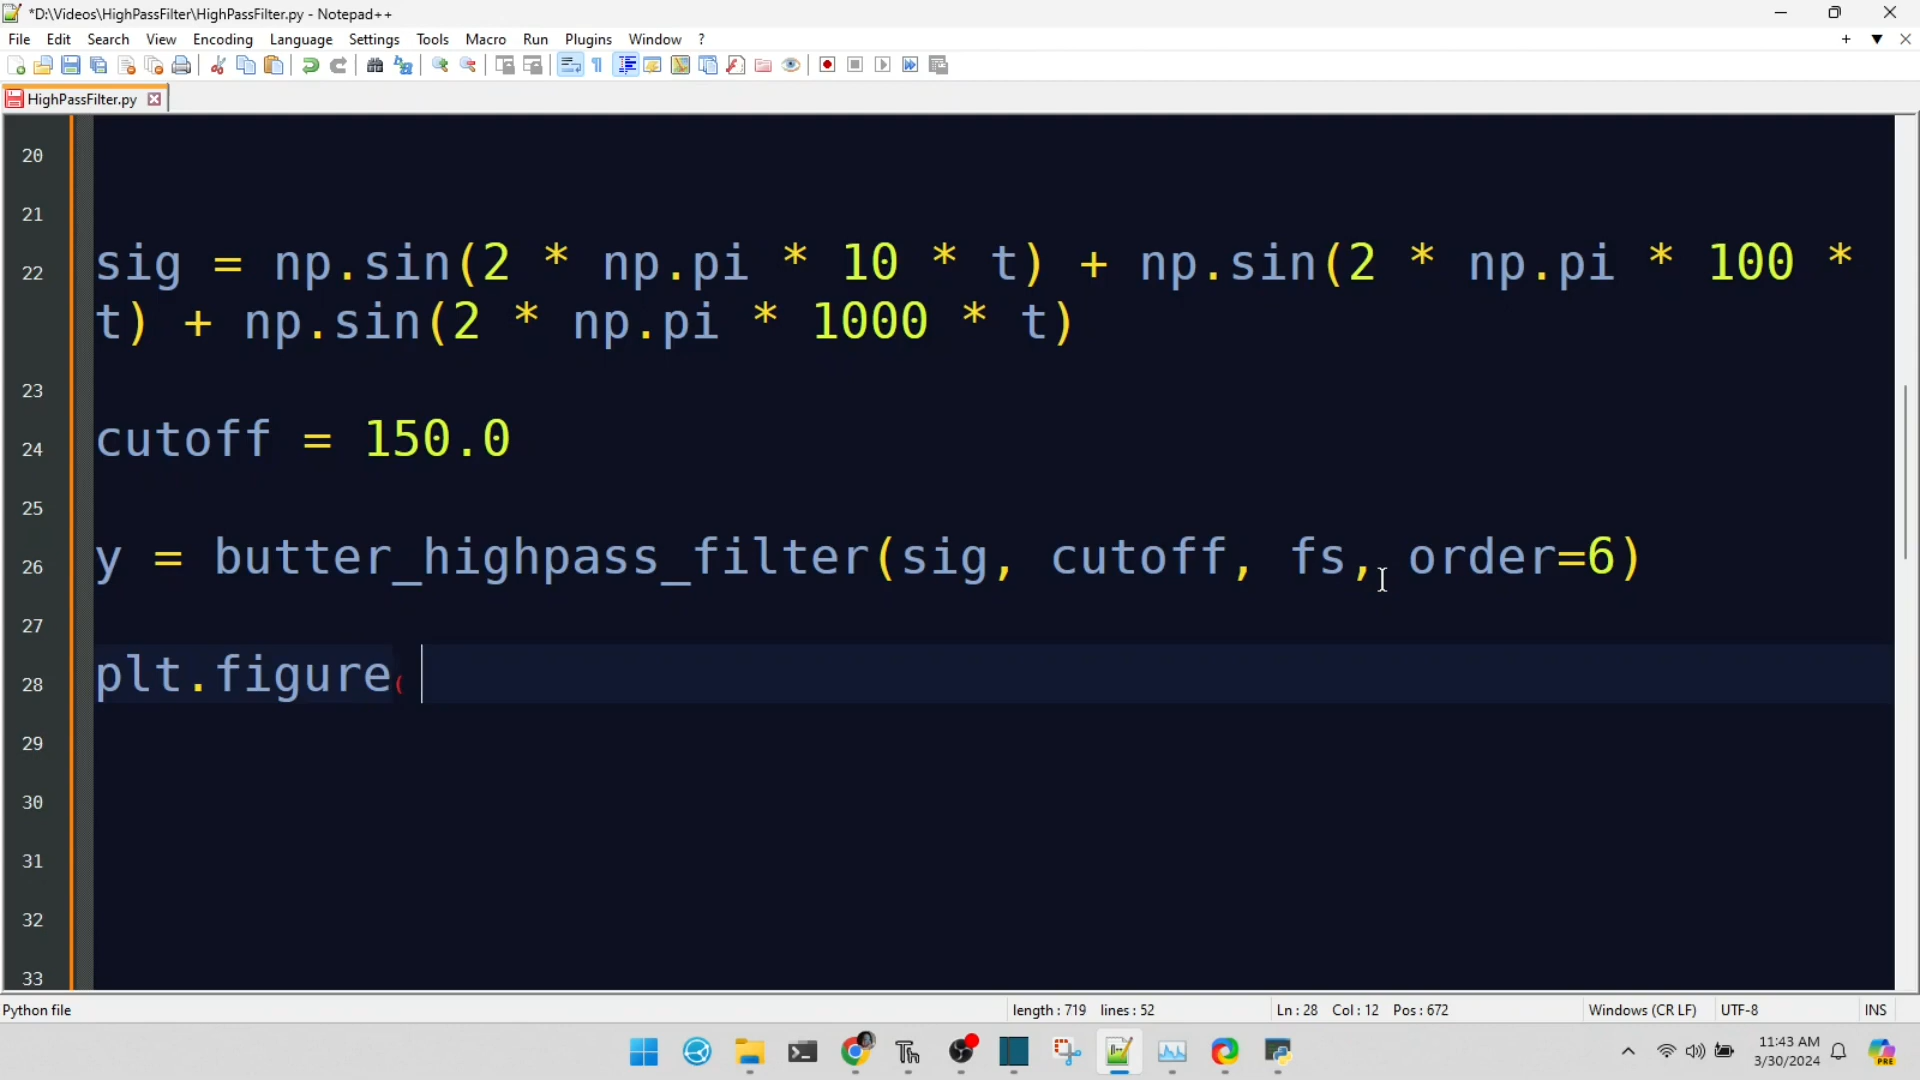 *D:\Videos\HighPassFilter\HighPassFilter.py - Notepad++
File Edit Search View Encoding Language Settings Tools Macro Run Plugins Window ?
HighPassFilter.py
20
21
22 sig = np.sin(2 * np.pi * 10 * t) + np.sin(2 * np.pi * 100 *
t) + np.sin(2 * np.pi * 1000 * t)
23
24 cutoff = 150.0
25
26 y = butter_highpass_filter(sig, cutoff, fs, order=6)
27
28 plt.figure(
29
30
31
32
33
Python file length : 719 lines : 52 Ln : 28 Col : 12 Pos : 672 Windows (CR LF) UTF-8 INS
11:43 AM
3/30/2024
PRE